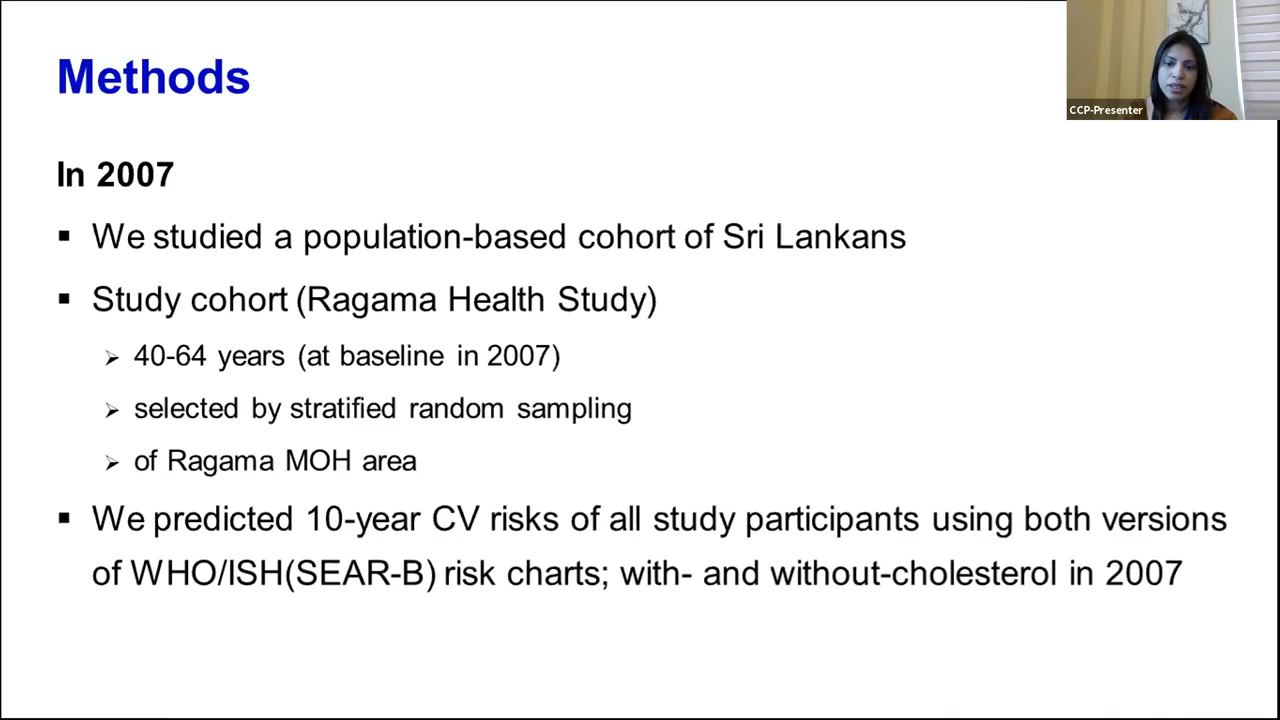 Methods
CCP-Presenter
In 2007
▪ We studied a population-based cohort of Sri Lankans
▪ Study cohort (Ragama Health Study)
➢ 40-64 years (at baseline in 2007)
➢ selected by stratified random sampling
➢ of Ragama MOH area
▪ We predicted 10-year CV risks of all study participants using both versions
of WHO/ISH(SEAR-B) risk charts; with- and without-cholesterol in 2007